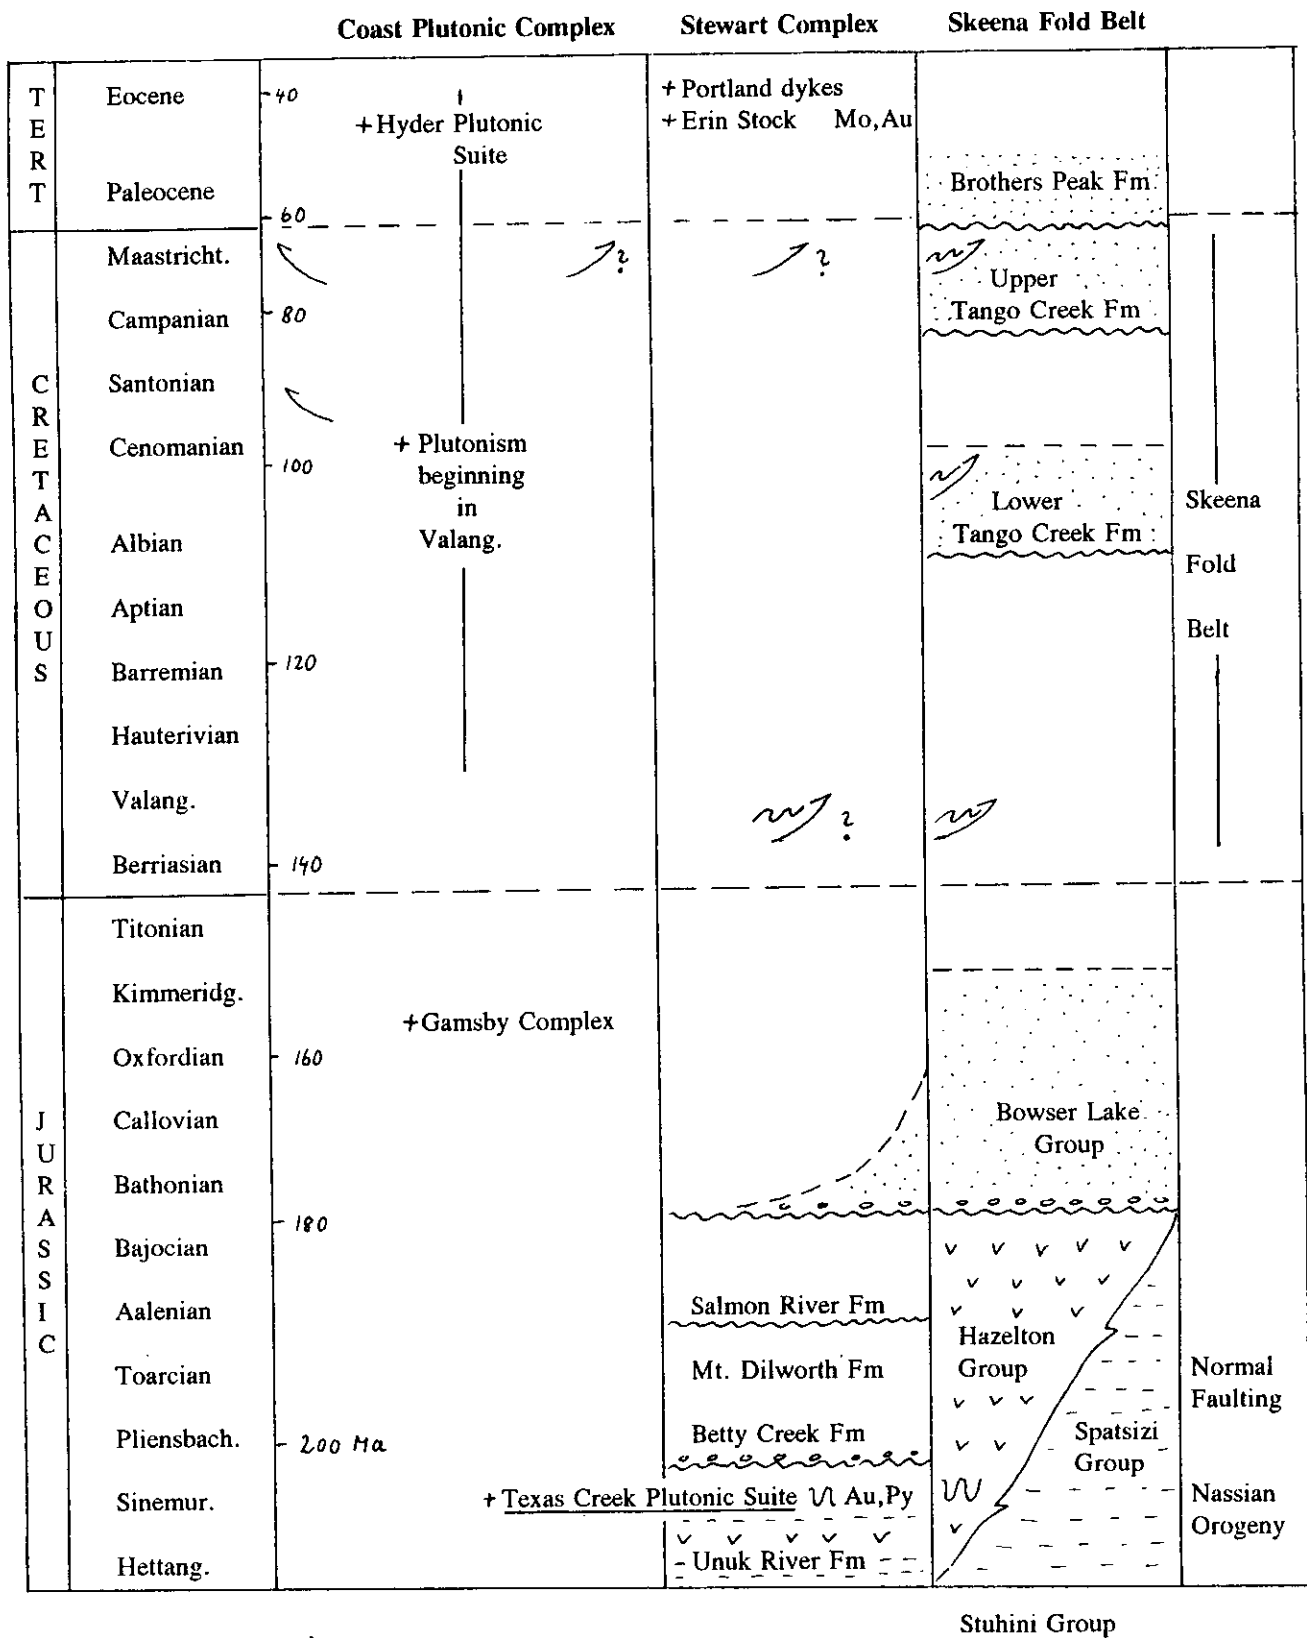 Coast Plutonic Complex Stewart Complex Skeena Fold Belt
TERT
Eocene
40
+ Hyder Plutonic
Suite
+ Portland dykes
+ Erin Stock Mo,Au
Paleocene
Brothers Peak Fm
60
CRETACEOUS
Maastricht.
?
?
Upper
Tango Creek Fm
Campanian
80
Santonian
Cenomanian
100
+ Plutonism
beginning
in
Valang.
Lower
Tango Creek Fm
Skeena
Fold
Belt
Albian
Aptian
Barremian
120
Hauterivian
Valang.
?
Berriasian
140
JURASSIC
Titonian
Kimmeridg.
+Gamsby Complex
Oxfordian
160
Callovian
Bowser Lake
Group
Bathonian
180
Bajocian
Aalenian
Salmon River Fm
Hazelton
Group
Toarcian
Mt. Dilworth Fm
Normal
Faulting
Pliensbach.
200 Ma
Betty Creek Fm
Spatsizi
Group
Sinemur.
+ Texas Creek Plutonic Suite Au,Py
Nassian
Orogeny
Hettang.
Unuk River Fm
Stuhini Group